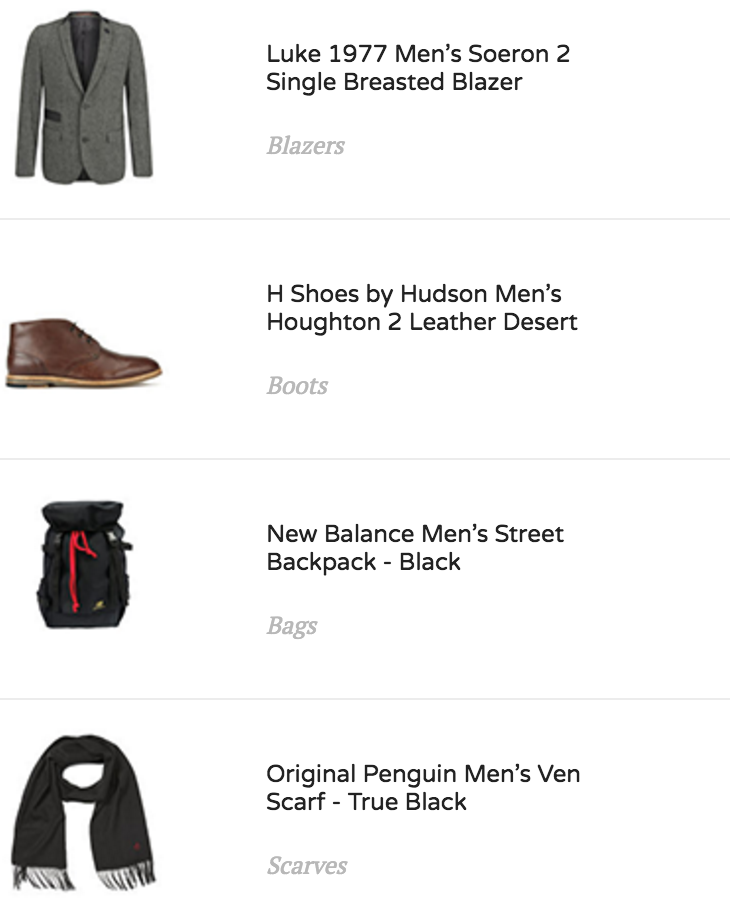 Luke 1977 Men’s Soeron 2
Single Breasted Blazer
Blazers
H Shoes by Hudson Men’s
Houghton 2 Leather Desert
Boots
New Balance Men’s Street
Backpack - Black
Bags
Original Penguin Men’s Ven
Scarf - True Black
Scarves